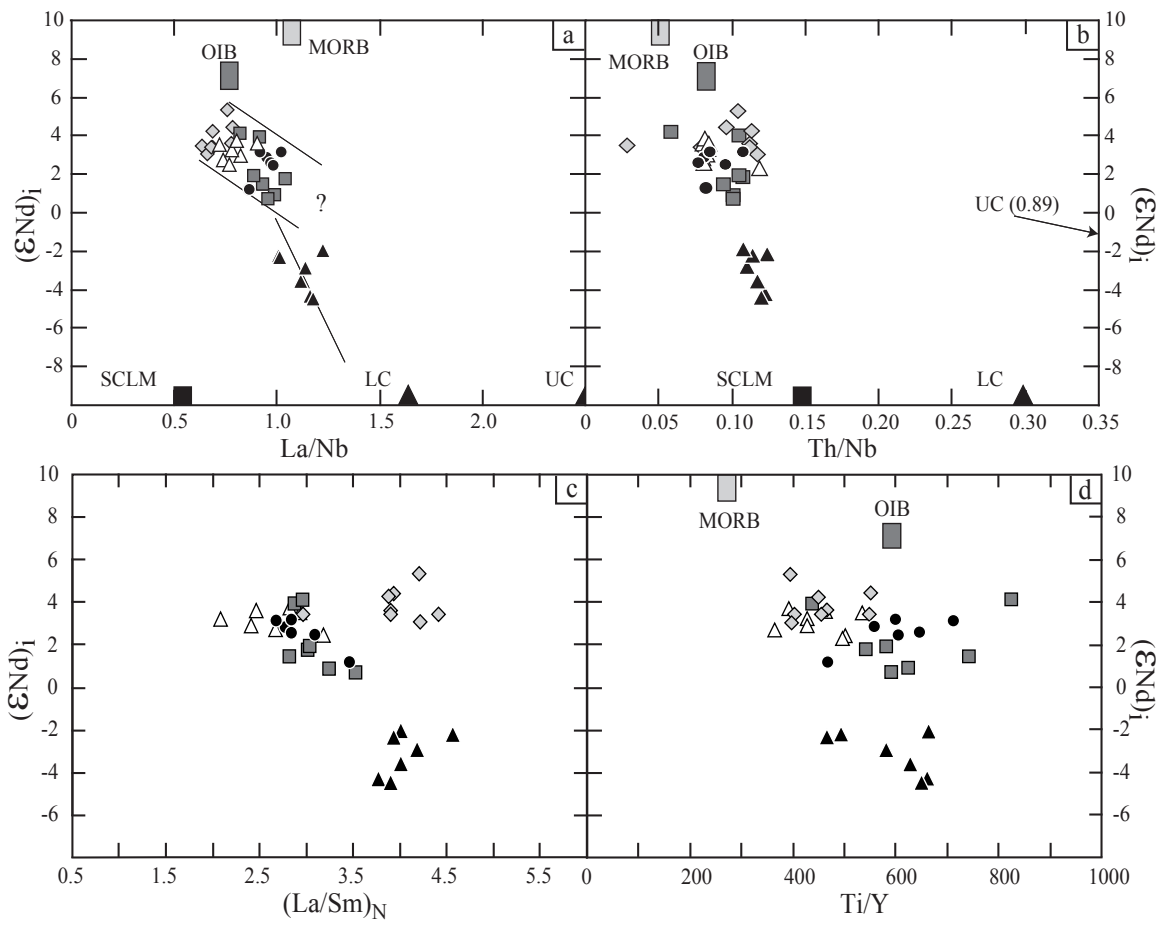 10
8
6
4
2
0
-2
-4
-6
-8
(εNd)i
OIB
MORB
a
?
SCLM
LC
UC
0
0.5
1.0
1.5
2.0
La/Nb
MORB
OIB
b
UC (0.89)
SCLM
LC
0
0.05
0.10
0.15
0.20
0.25
0.30
0.35
Th/Nb
10
8
6
4
2
0
-2
-4
-6
-8
(εNd)i
10
8
6
4
2
0
-2
-4
-6
(εNd)i
c
0.5
1.5
2.5
3.5
4.5
5.5
(La/Sm)N
MORB
OIB
d
0
200
400
600
800
1000
Ti/Y
10
8
6
4
2
0
-2
-4
-6
(εNd)i